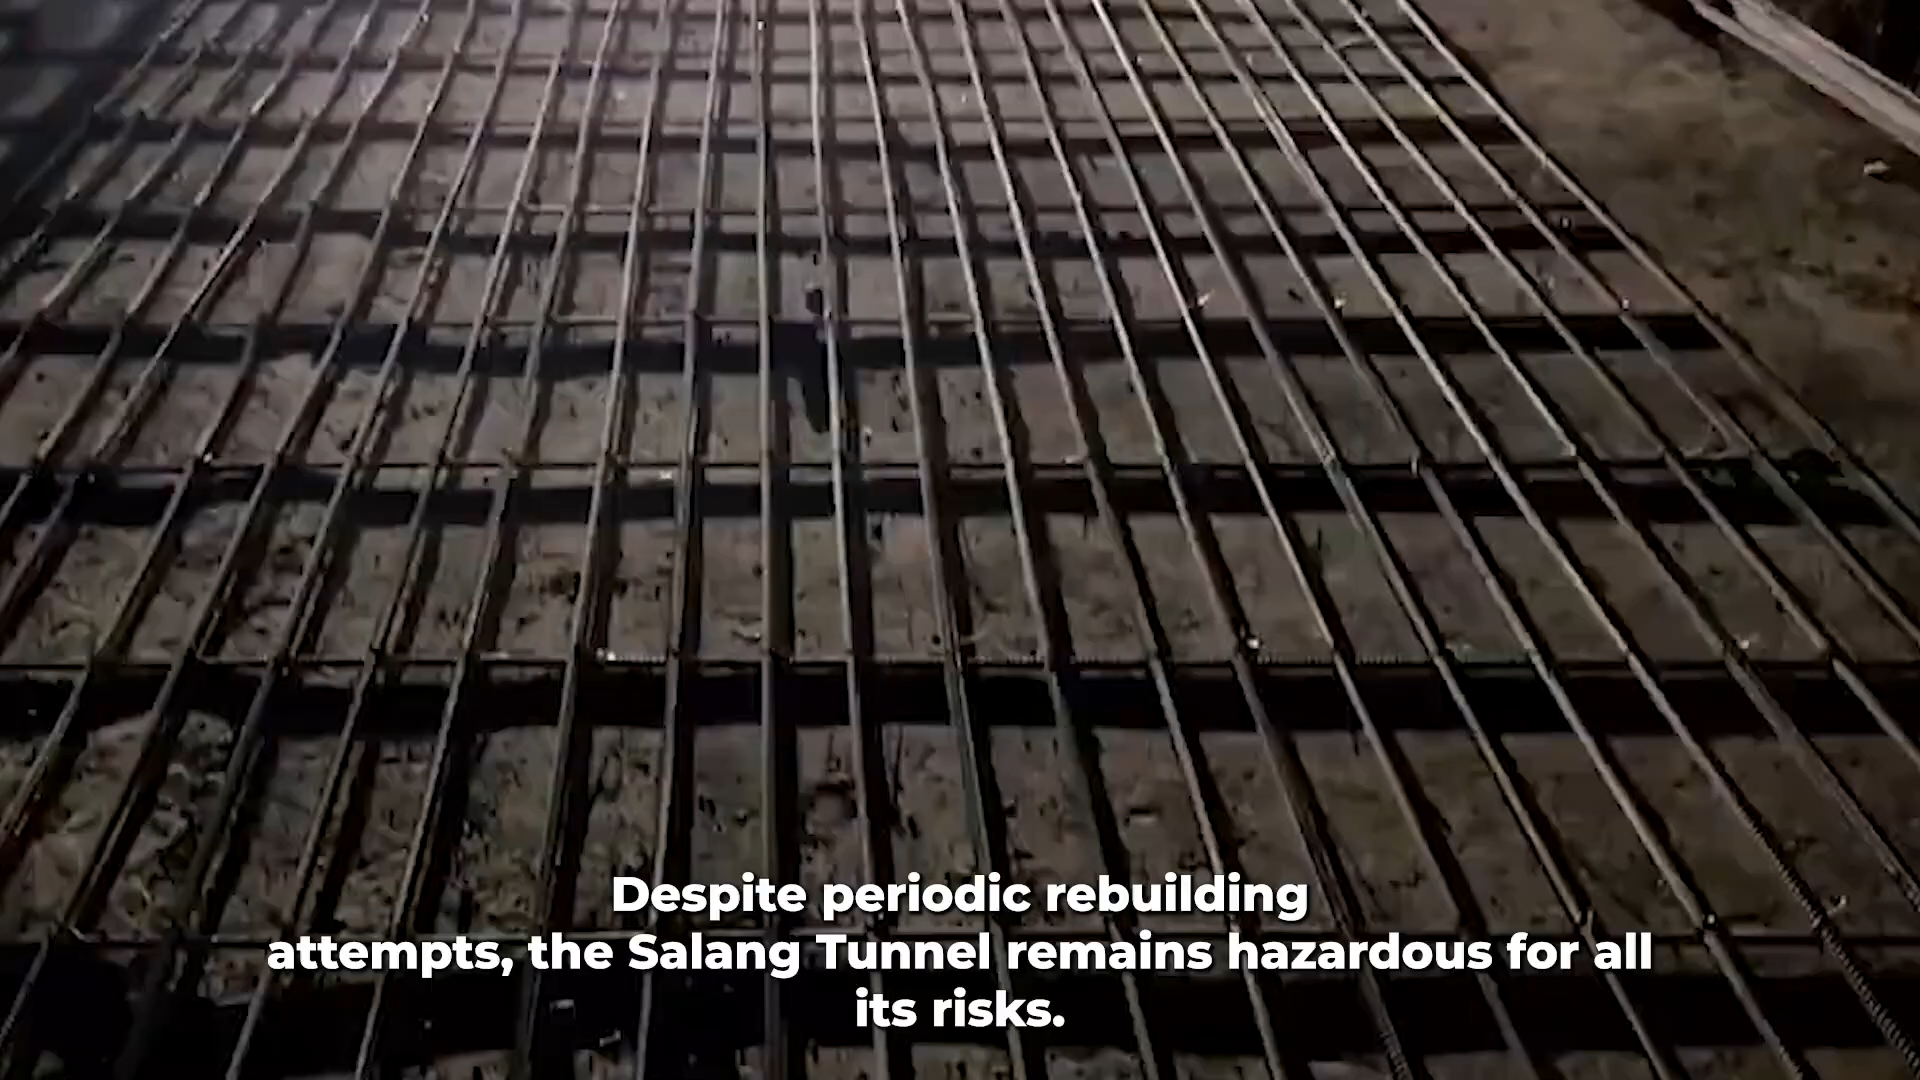 Despite periodic rebuilding
attempts, the Salang Tunnel remains hazardous for all
its risks.